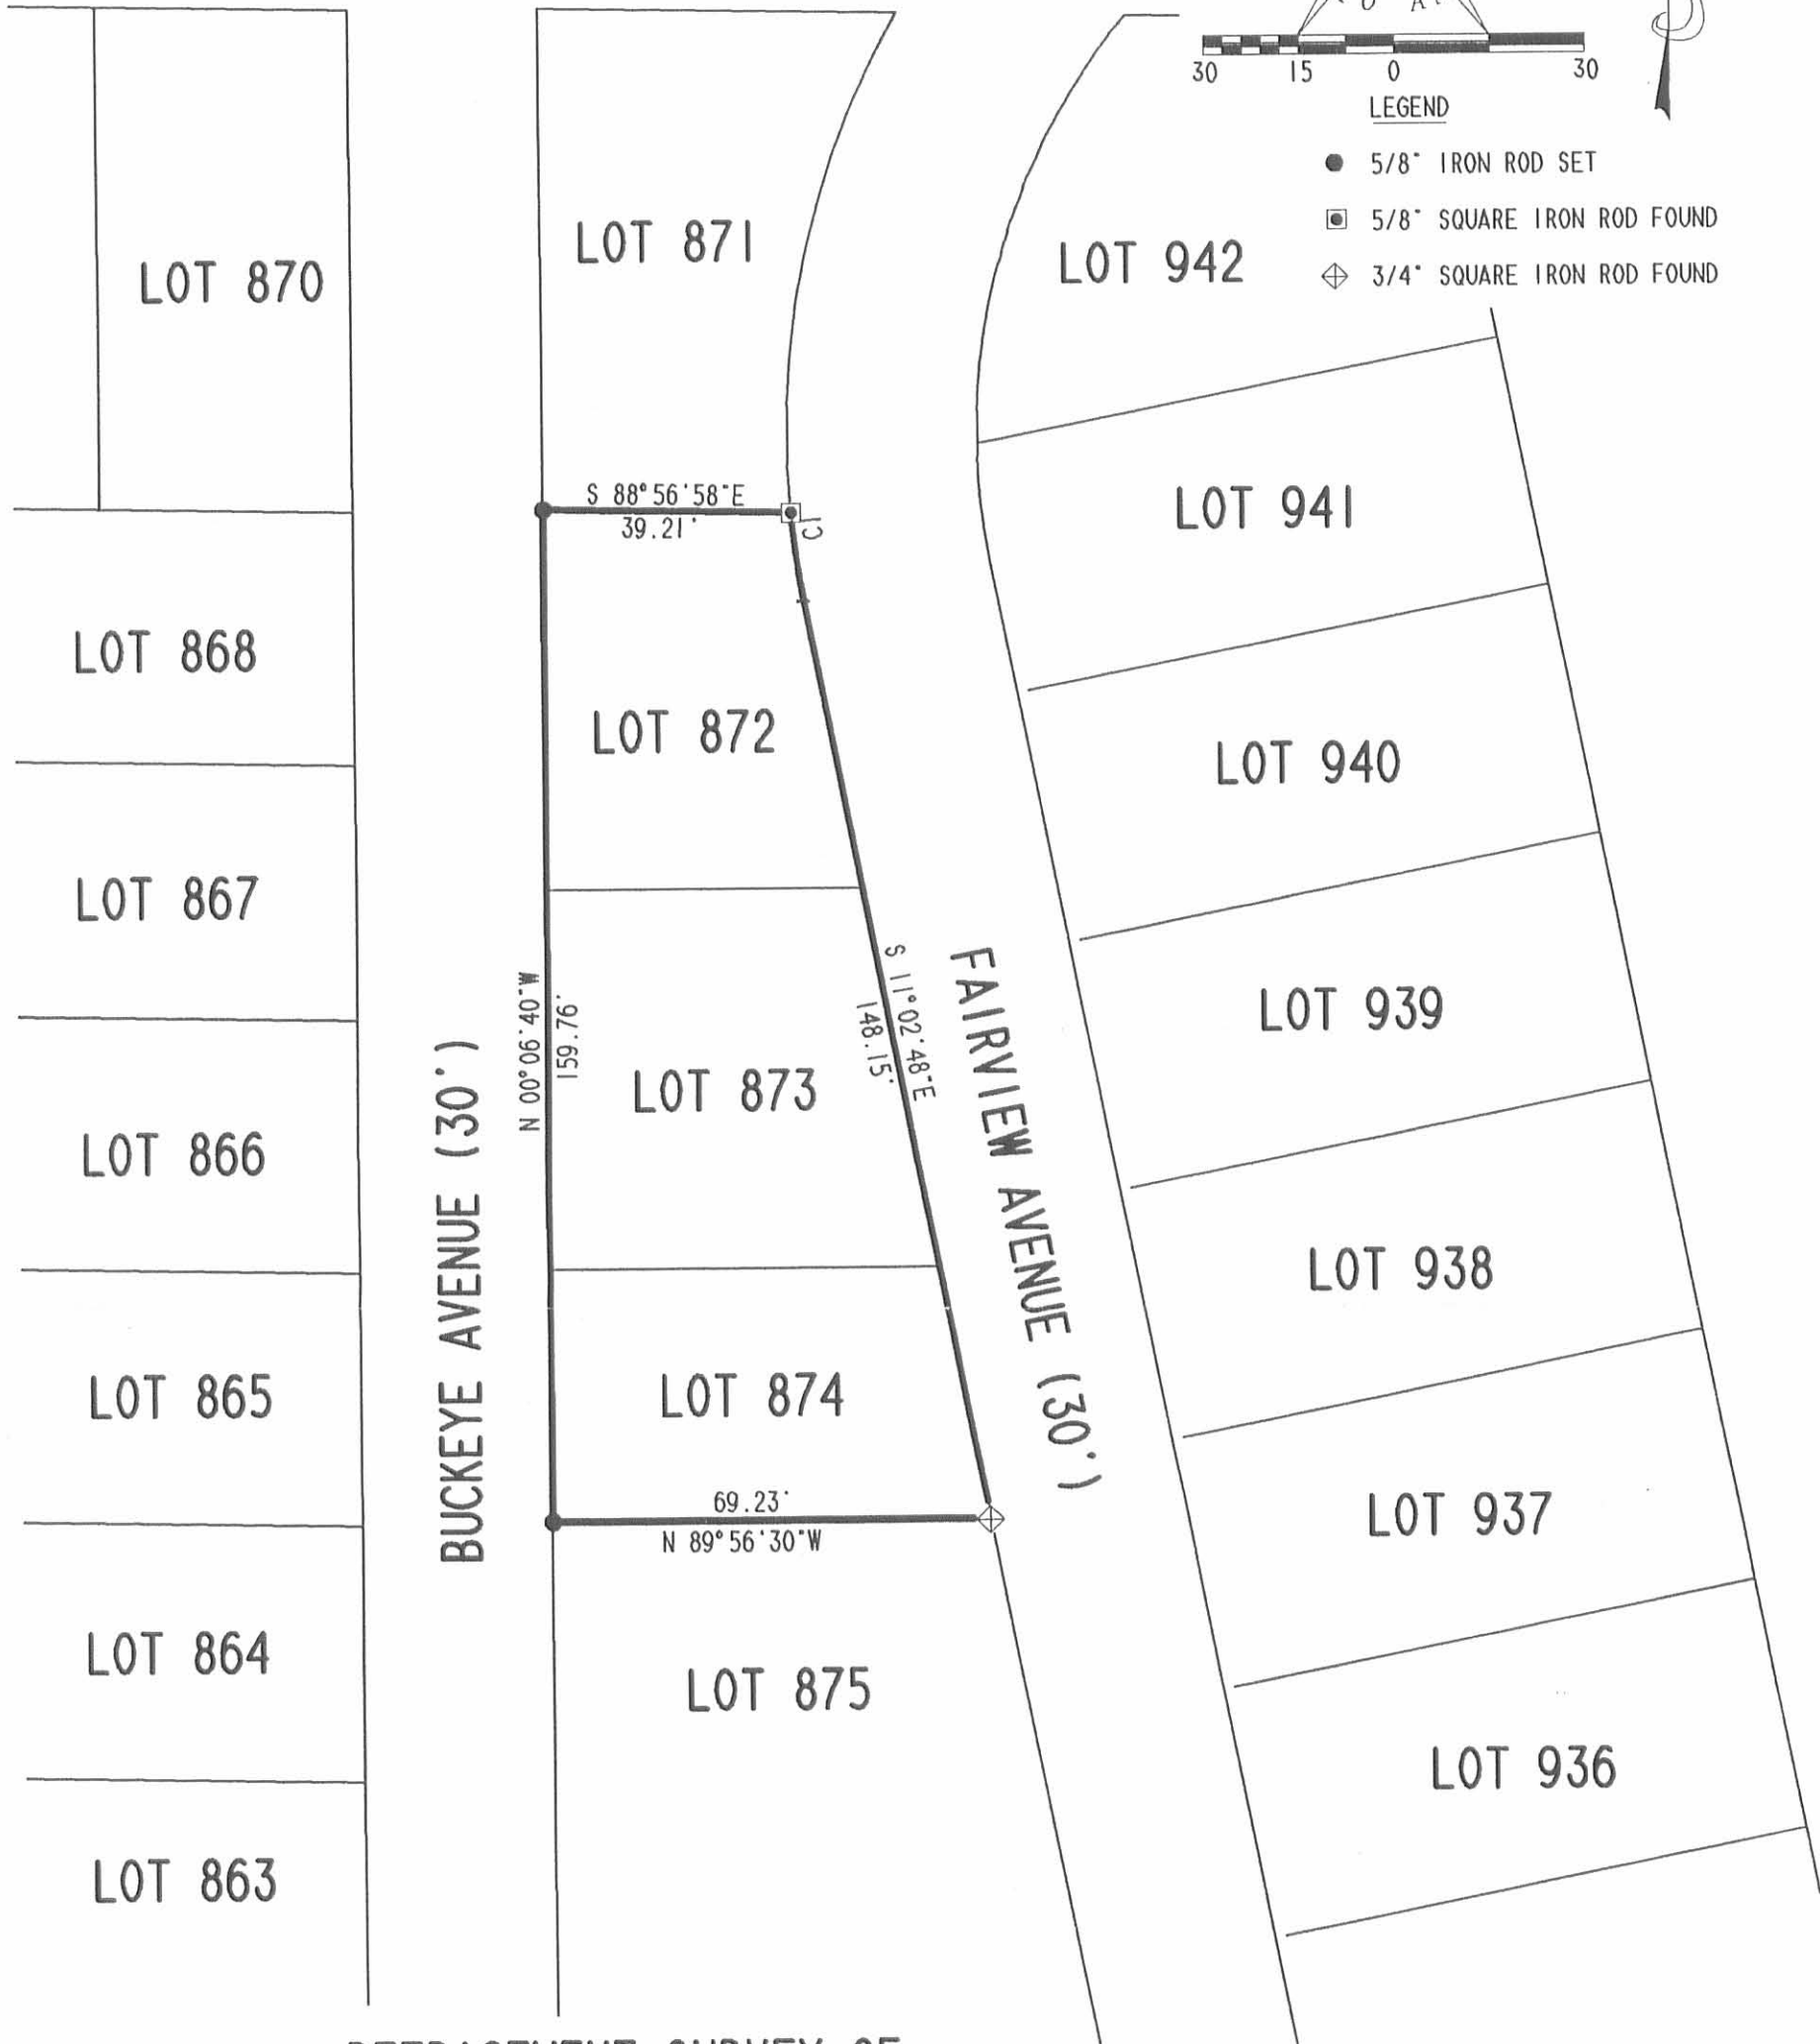 30 15 0 30
LEGEND
5/8" IRON ROD SET
5/8" SQUARE IRON ROD FOUND
3/4" SQUARE IRON ROD FOUND
LOT 870
LOT 871
LOT 942
S 88°56'58"E
39.21'
C1
LOT 941
LOT 868
LOT 872
LOT 940
LOT 867
LOT 939
N 00°06'40"W
159.76'
S 11°02'48"E
148.15'
FAIRVIEW AVENUE (30')
BUCKEYE AVENUE (30')
LOT 873
LOT 866
LOT 938
LOT 865
LOT 874
69.23'
N 89°56'30"W
LOT 937
LOT 864
LOT 875
LOT 936
LOT 863